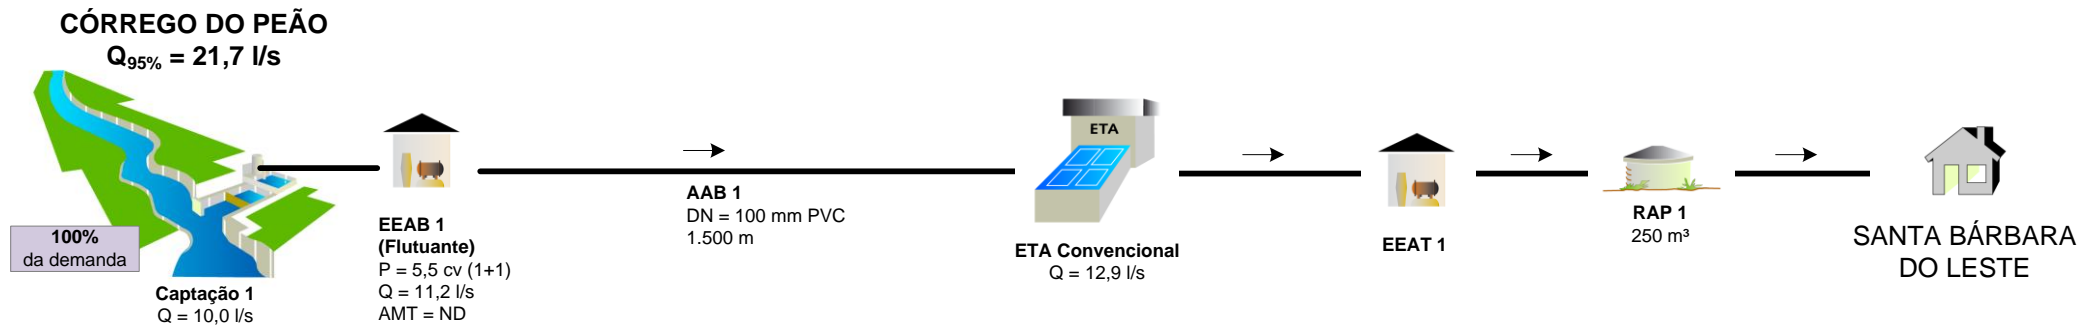 CÓRREGO DO PEÃO
Q95% = 21,7 l/s
100%
da demanda
Captação 1
Q = 10,0 l/s
EEAB 1
(Flutuante)
P = 5,5 cv (1+1)
Q = 11,2 l/s
AMT = ND
AAB 1
DN = 100 mm PVC
1.500 m
ETA
ETA Convencional
Q = 12,9 l/s
EEAT 1
RAP 1
250 m³
SANTA BÁRBARA
DO LESTE